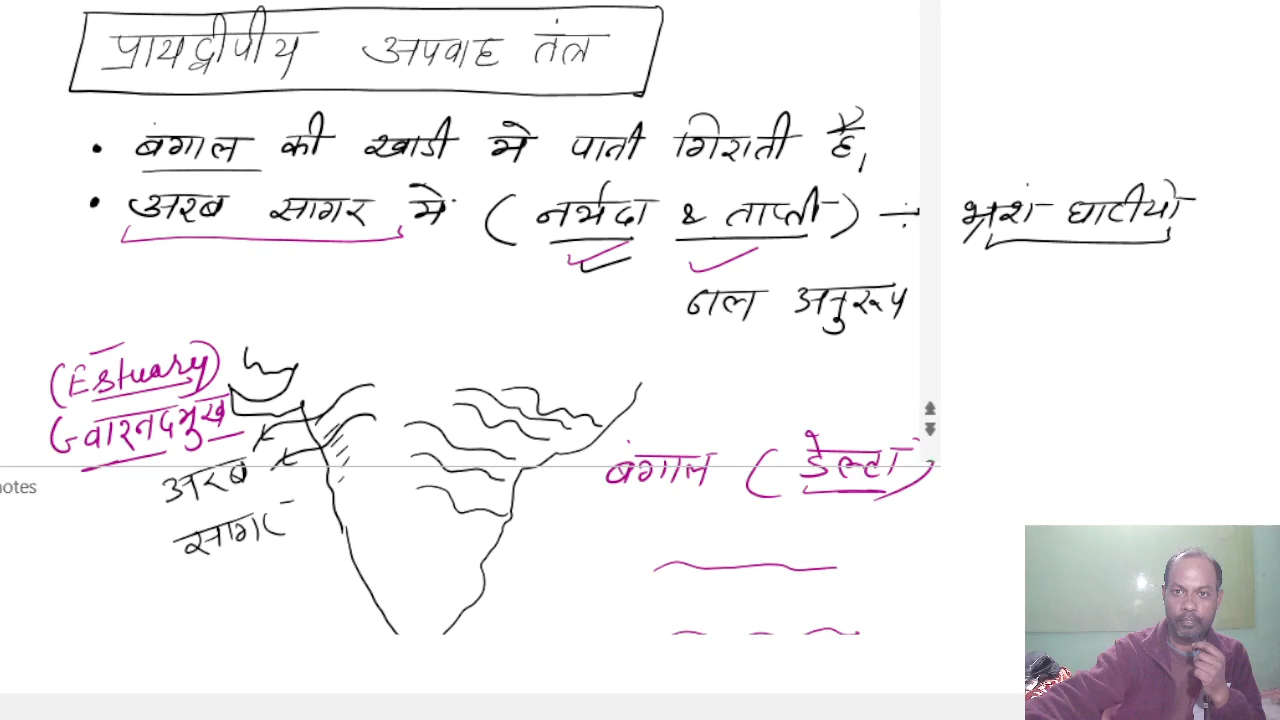 प्रायद्वीपीय अपवाह तंत्र
• बंगाल की खाडी मे पानी गिराती है,
• अरब सागर मे (नर्मदा & ताप्ती) ÷ भ्रंश घाटीयो
ढाल अनुरूप
(Estuary)
ज्वारनदमुख
अरब
सागर
बंगाल (डेल्टा)
notes